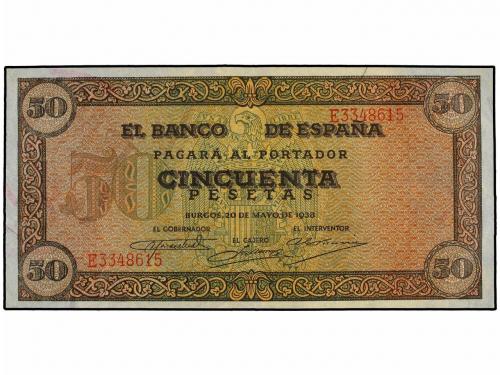 50 50
E3348615
EL BANCO DE ESPAÑA
PAGARÁ AL PORTADOR
50
CINCUENTA
PESETAS
BURGOS, 20 DE MAYO DE 1938
EL GOBERNADOR EL CAJERO EL INTERVENTOR
E3348615
50 50